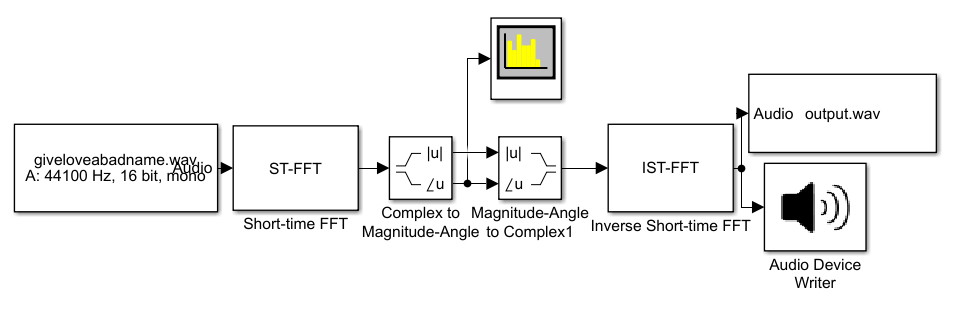 giveloveabadname.wav
A: 44100 Hz, 16 bit, mono
Audio
ST-FFT
Short-time FFT
|u|
∠u
Complex to
Magnitude-Angle
|u|
∠u
Magnitude-Angle
to Complex1
IST-FFT
Inverse Short-time FFT
Audio output.wav
Audio Device
Writer